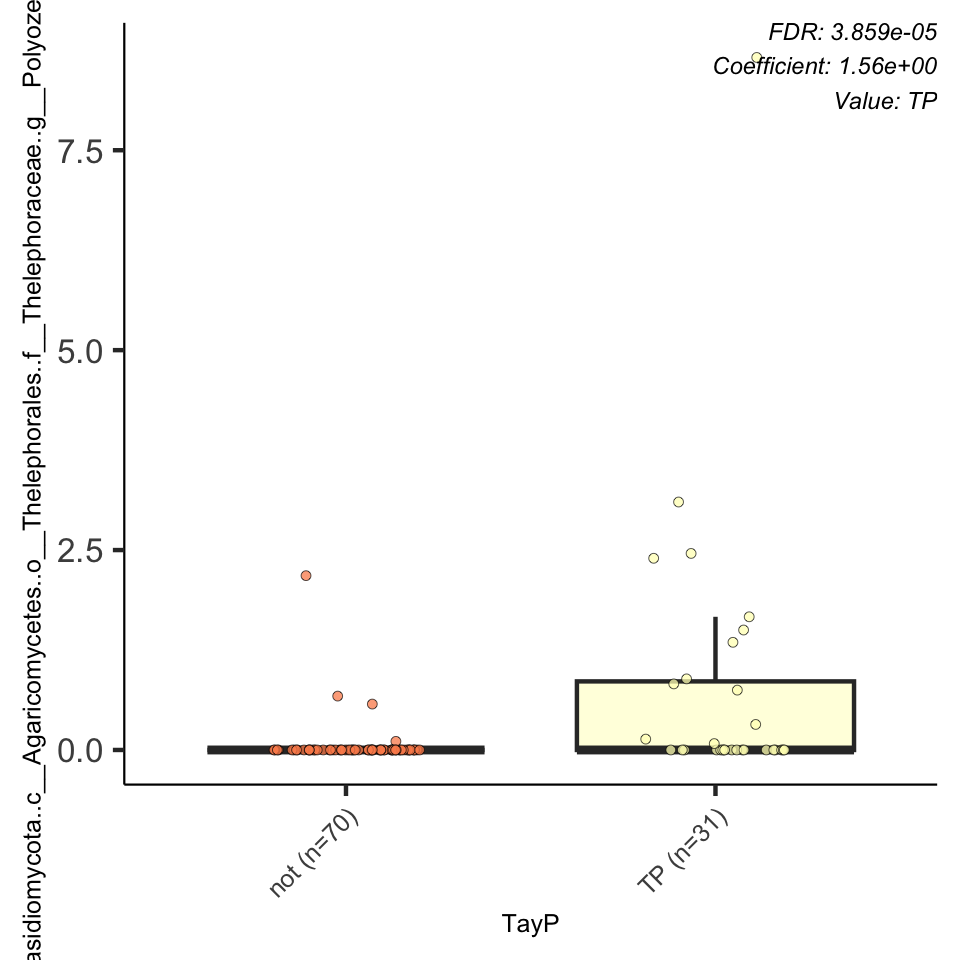 FDR: 3.859e-05
Coefficient: 1.56e+00
Value: TP
asidiomycota..c__Agaricomycetes..o__Thelephorales..f__Thelephoraceae..g__Polyoze
7.5
5.0
2.5
0.0
not (n=70)
TP (n=31)
TayP